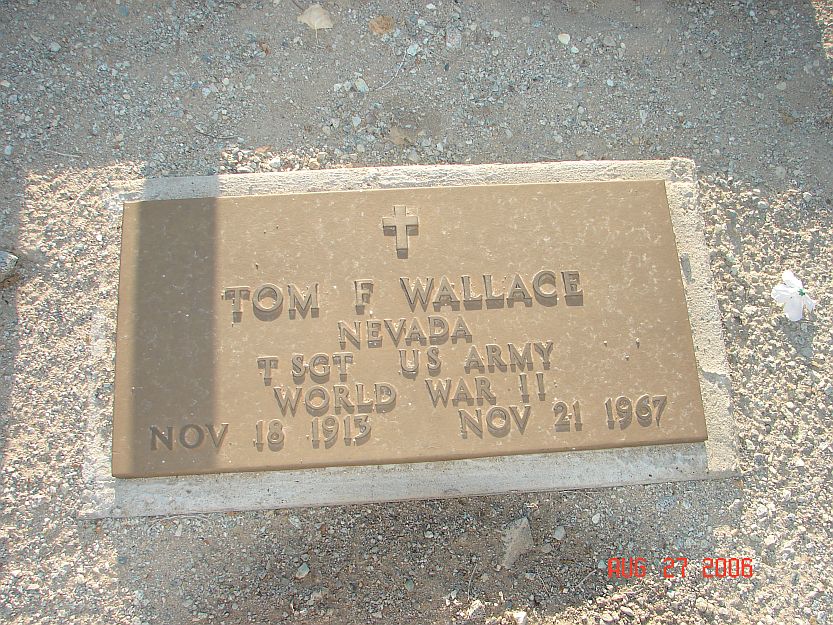 TOM F WALLACE
NEVADA
T SGT US ARMY
WORLD WAR II
NOV 18 1913 NOV 21 1967
AUG 27 2006